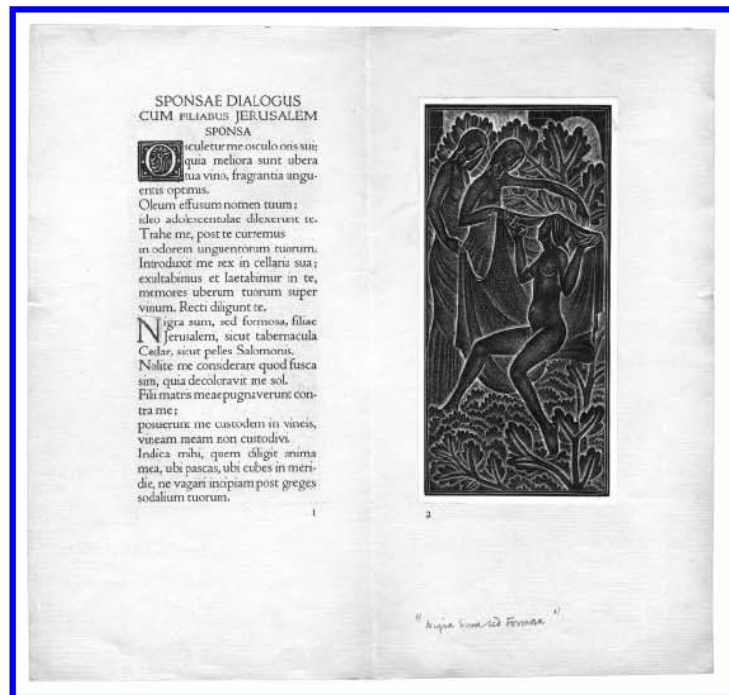 SPONSAE DIALOGUS
CUM FILIABUS JERUSALEM
SPONSA
Osculetur me osculo oris sui;
quia meliora sunt ubera
tua vino, fragrantia ungu-
entis optimis.
Oleum effusum nomen tuum;
ideo adolescentulae dilexerunt te.
Trahe me, post te curremus
in odorem unguentorum tuorum.
Introduxit me rex in cellaria sua;
exultabimus et laetabimur in te,
memores uberum tuorum super
vinum. Recti diligunt te.
Nigra sum, sed formosa, filiae
Jerusalem, sicut tabernacula
Cedar, sicut pelles Salomonis.
Nolite me considerare quod fusca
sim, quia decoloravit me sol.
Filii matris meae pugnaverunt con-
tra me;
posuerunt me custodem in vineis,
vineam meam non custodivi.
Indica mihi, quem diligit anima
mea, ubi pascas, ubi cubes in meri-
die, ne vagari incipiam post greges
sodalium tuorum.
1
2
"Nigra Sum sed Formosa"